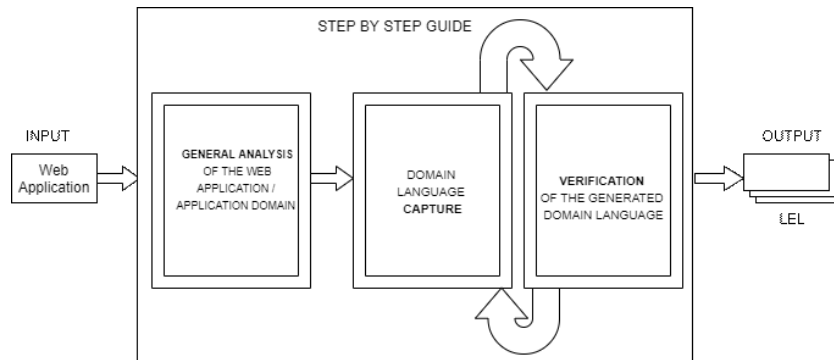 STEP BY STEP GUIDE
INPUT
Web
Application
GENERAL ANALYSIS
OF THE WEB
APPLICATION /
APPLICATION DOMAIN
DOMAIN
LANGUAGE
CAPTURE
VERIFICATION
OF THE GENERATED
DOMAIN LANGUAGE
OUTPUT
LEL